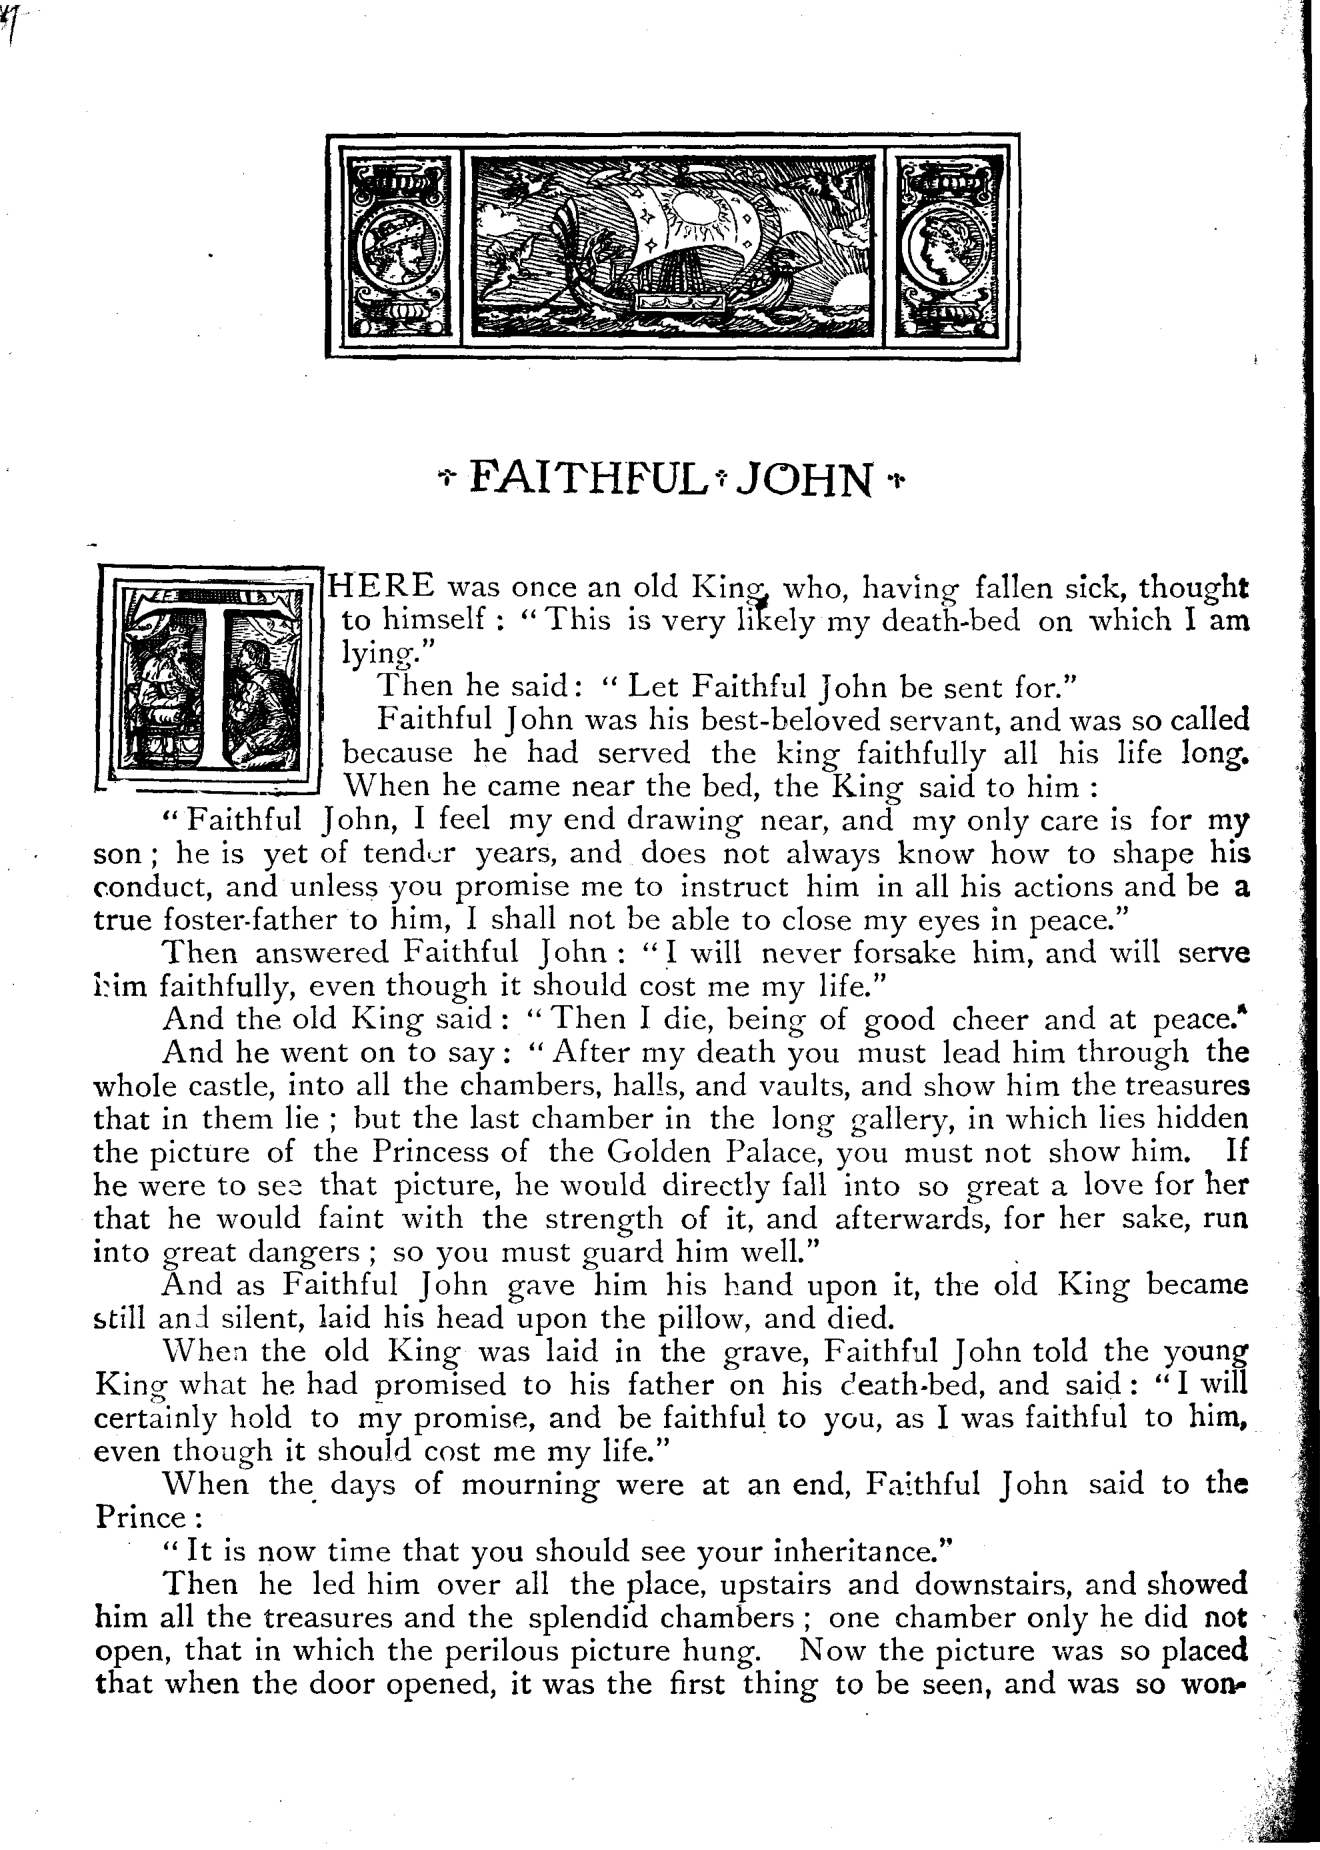 FAITHFUL JOHN
THERE was once an old King, who, having fallen sick, thought
to himself : “ This is very likely my death-bed on which I am
lying.”
Then he said : “ Let Faithful John be sent for.”
Faithful John was his best-beloved servant, and was so called
because he had served the king faithfully all his life long.
When he came near the bed, the King said to him :
“ Faithful John, I feel my end drawing near, and my only care is for my
son ; he is yet of tender years, and does not always know how to shape his
conduct, and unless you promise me to instruct him in all his actions and be a
true foster-father to him, I shall not be able to close my eyes in peace.”
Then answered Faithful John : “ I will never forsake him, and will serve
him faithfully, even though it should cost me my life.”
And the old King said : “ Then I die, being of good cheer and at peace.”
And he went on to say : “ After my death you must lead him through the
whole castle, into all the chambers, halls, and vaults, and show him the treasures
that in them lie ; but the last chamber in the long gallery, in which lies hidden
the picture of the Princess of the Golden Palace, you must not show him. If
he were to see that picture, he would directly fall into so great a love for her
that he would faint with the strength of it, and afterwards, for her sake, run
into great dangers ; so you must guard him well.”
And as Faithful John gave him his hand upon it, the old King became
still and silent, laid his head upon the pillow, and died.
When the old King was laid in the grave, Faithful John told the young
King what he had promised to his father on his death-bed, and said : “ I will
certainly hold to my promise, and be faithful to you, as I was faithful to him,
even though it should cost me my life.”
When the days of mourning were at an end, Faithful John said to the
Prince :
“ It is now time that you should see your inheritance.”
Then he led him over all the place, upstairs and downstairs, and showed
him all the treasures and the splendid chambers ; one chamber only he did not
open, that in which the perilous picture hung. Now the picture was so placed
that when the door opened, it was the first thing to be seen, and was so won-